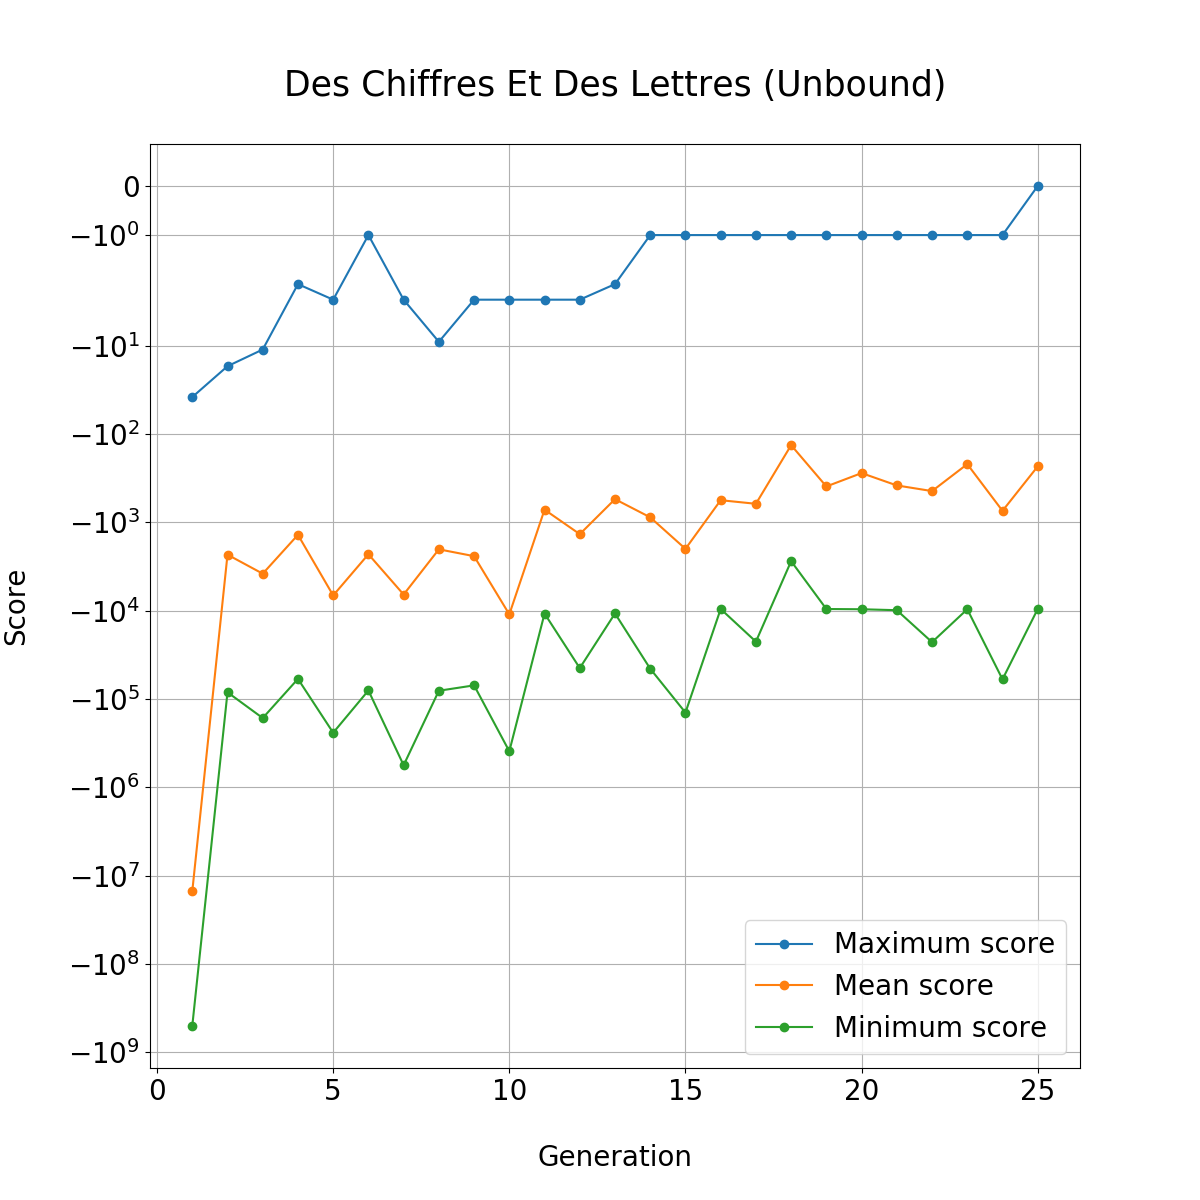 Des Chiffres Et Des Lettres (Unbound)
0
−10⁰
−10¹
−10²
−10³
−10⁴
−10⁵
−10⁶
−10⁷
−10⁸
−10⁹
Score
Maximum score
Mean score
Minimum score
0 5 10 15 20 25
Generation